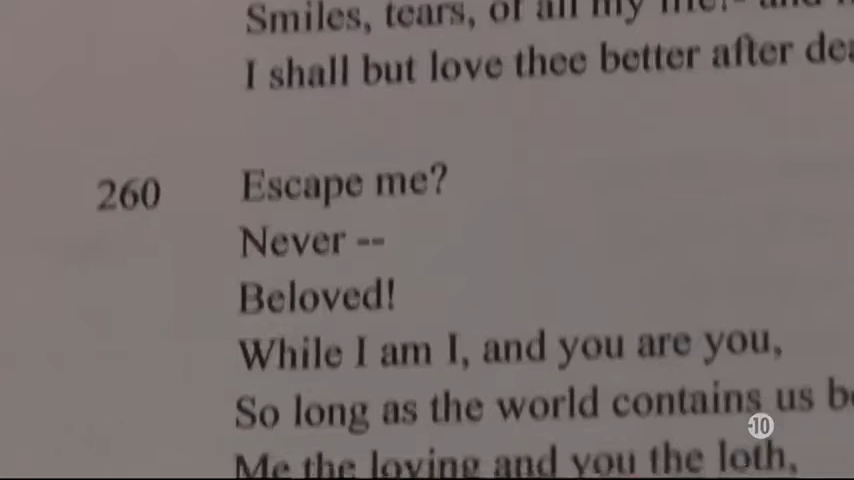 Smiles, tears, of all my
I shall but love thee better after
260 Escape me?
Never --
Beloved!
While I am I, and you are you,
So long as the world contains us
-10
Me the loving and you the loth,